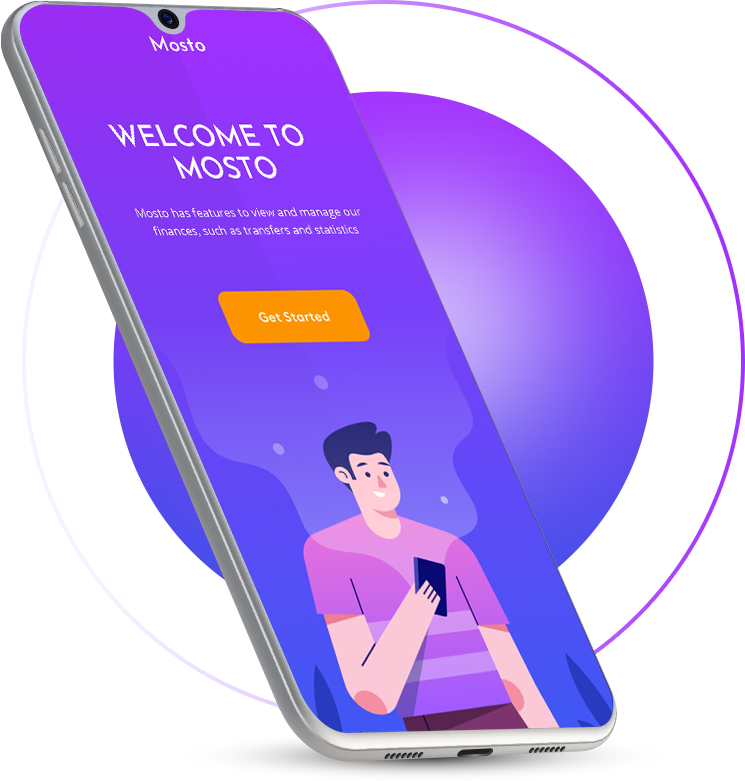 Mosto
WELCOME TO
MOSTO
Mosto has features to view and manage our
finances, such as transfers and statistics
Get Started